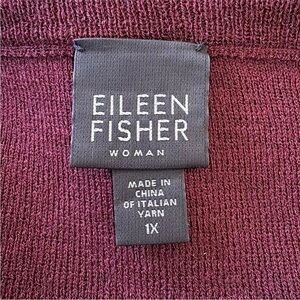 EILEEN
FISHER
WOMAN
MADE IN
CHINA
OF ITALIAN
YARN
1X